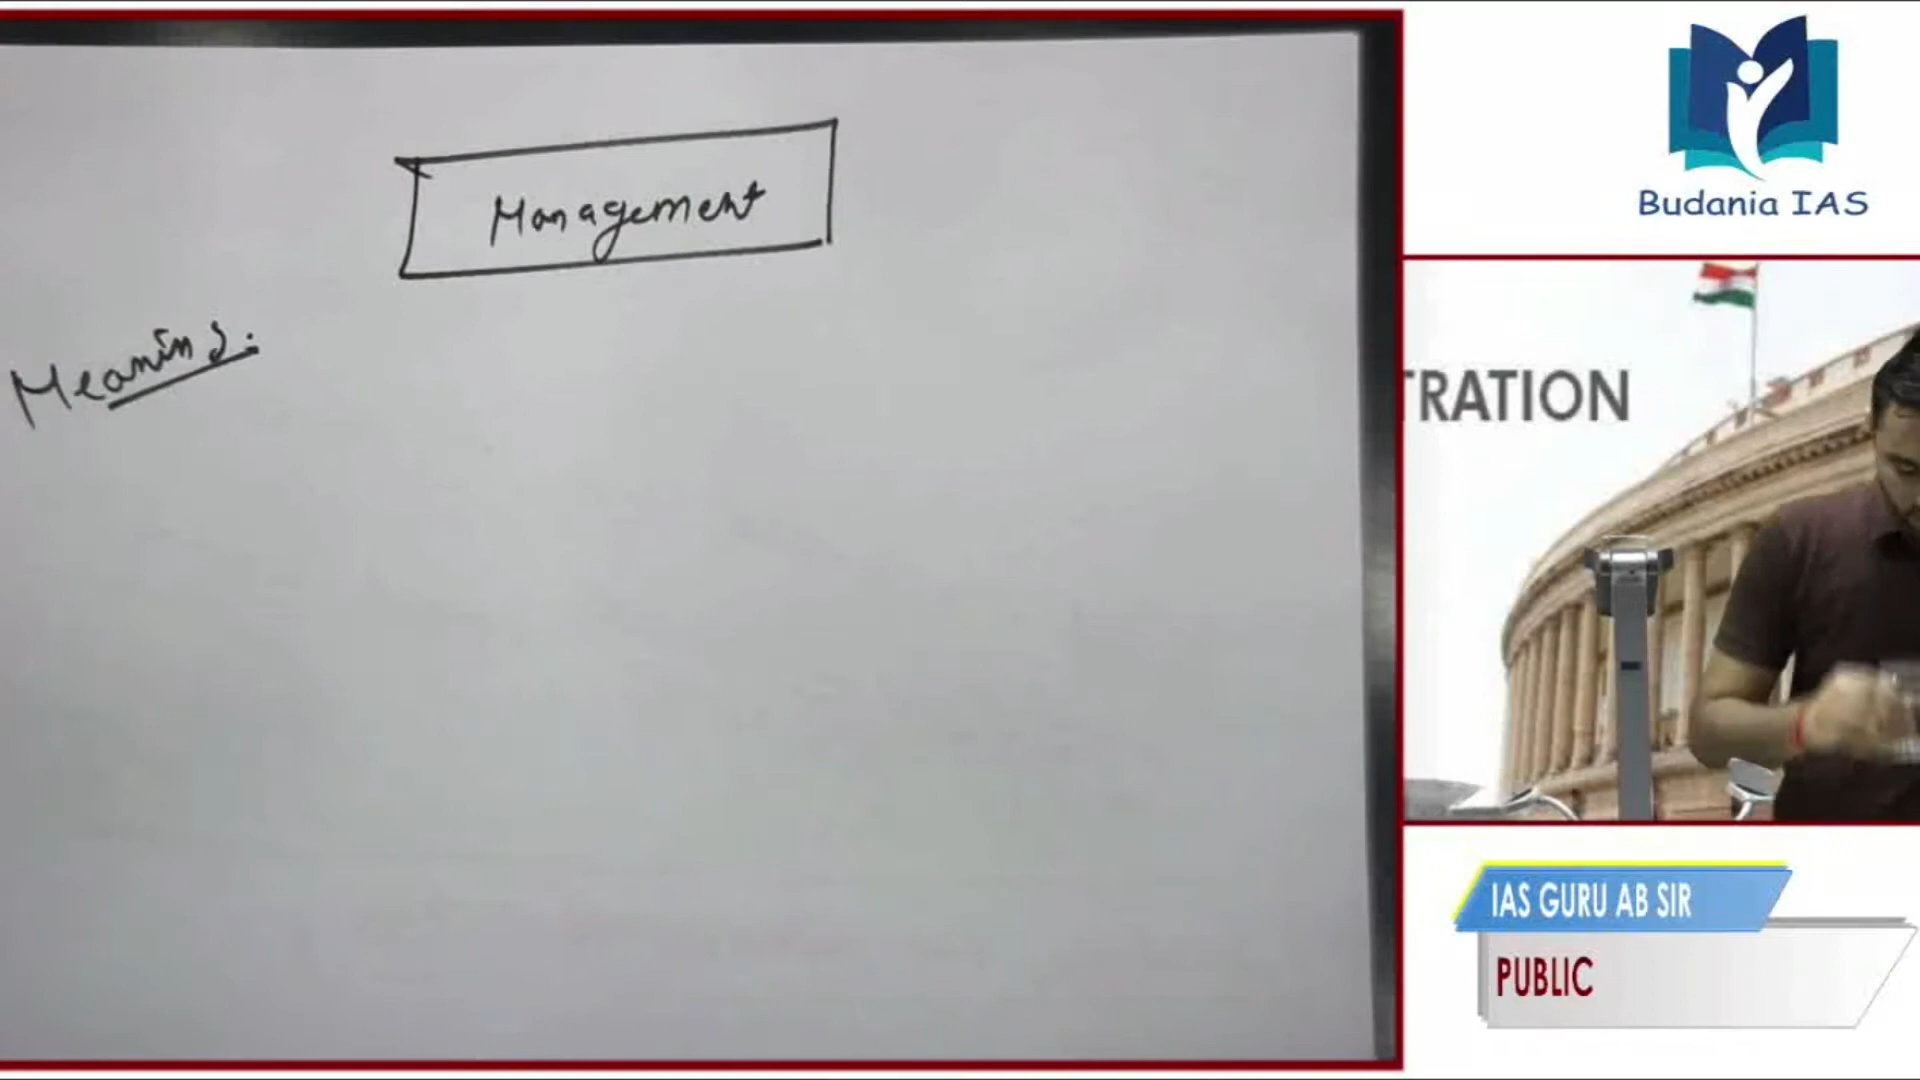 Management
Meaning:
Budania IAS
TRATION
IAS GURU AB SIR
PUBLIC